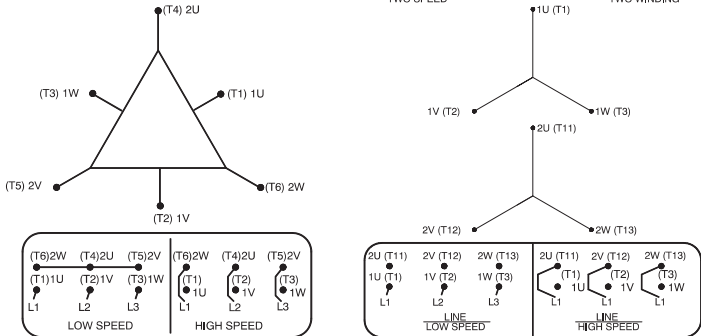 (T4) 2U
(T3) 1W
(T1) 1U
(T5) 2V
(T6) 2W
(T2) 1V
(T6)2W (T4)2U (T5)2V
(T1)1U (T2)1V (T3)1W
L1 L2 L3
LOW SPEED
(T6)2W (T4)2U (T5)2V
(T1) (T2) (T3)
1U 1V 1W
L1 L2 L3
HIGH SPEED
TWO SPEED TWO WINDING
1U (T1)
1V (T2) 1W (T3)
2U (T11)
2V (T12) 2W (T13)
2U (T11) 2V (T12) 2W (T13)
1U (T1) 1V (T2) 1W (T3)
L1 L2 L3
LINE
LOW SPEED
2U (T11) 2V (T12) 2W (T13)
(T1) (T2) (T3)
1U 1V 1W
L1 L1 L1
LINE
HIGH SPEED